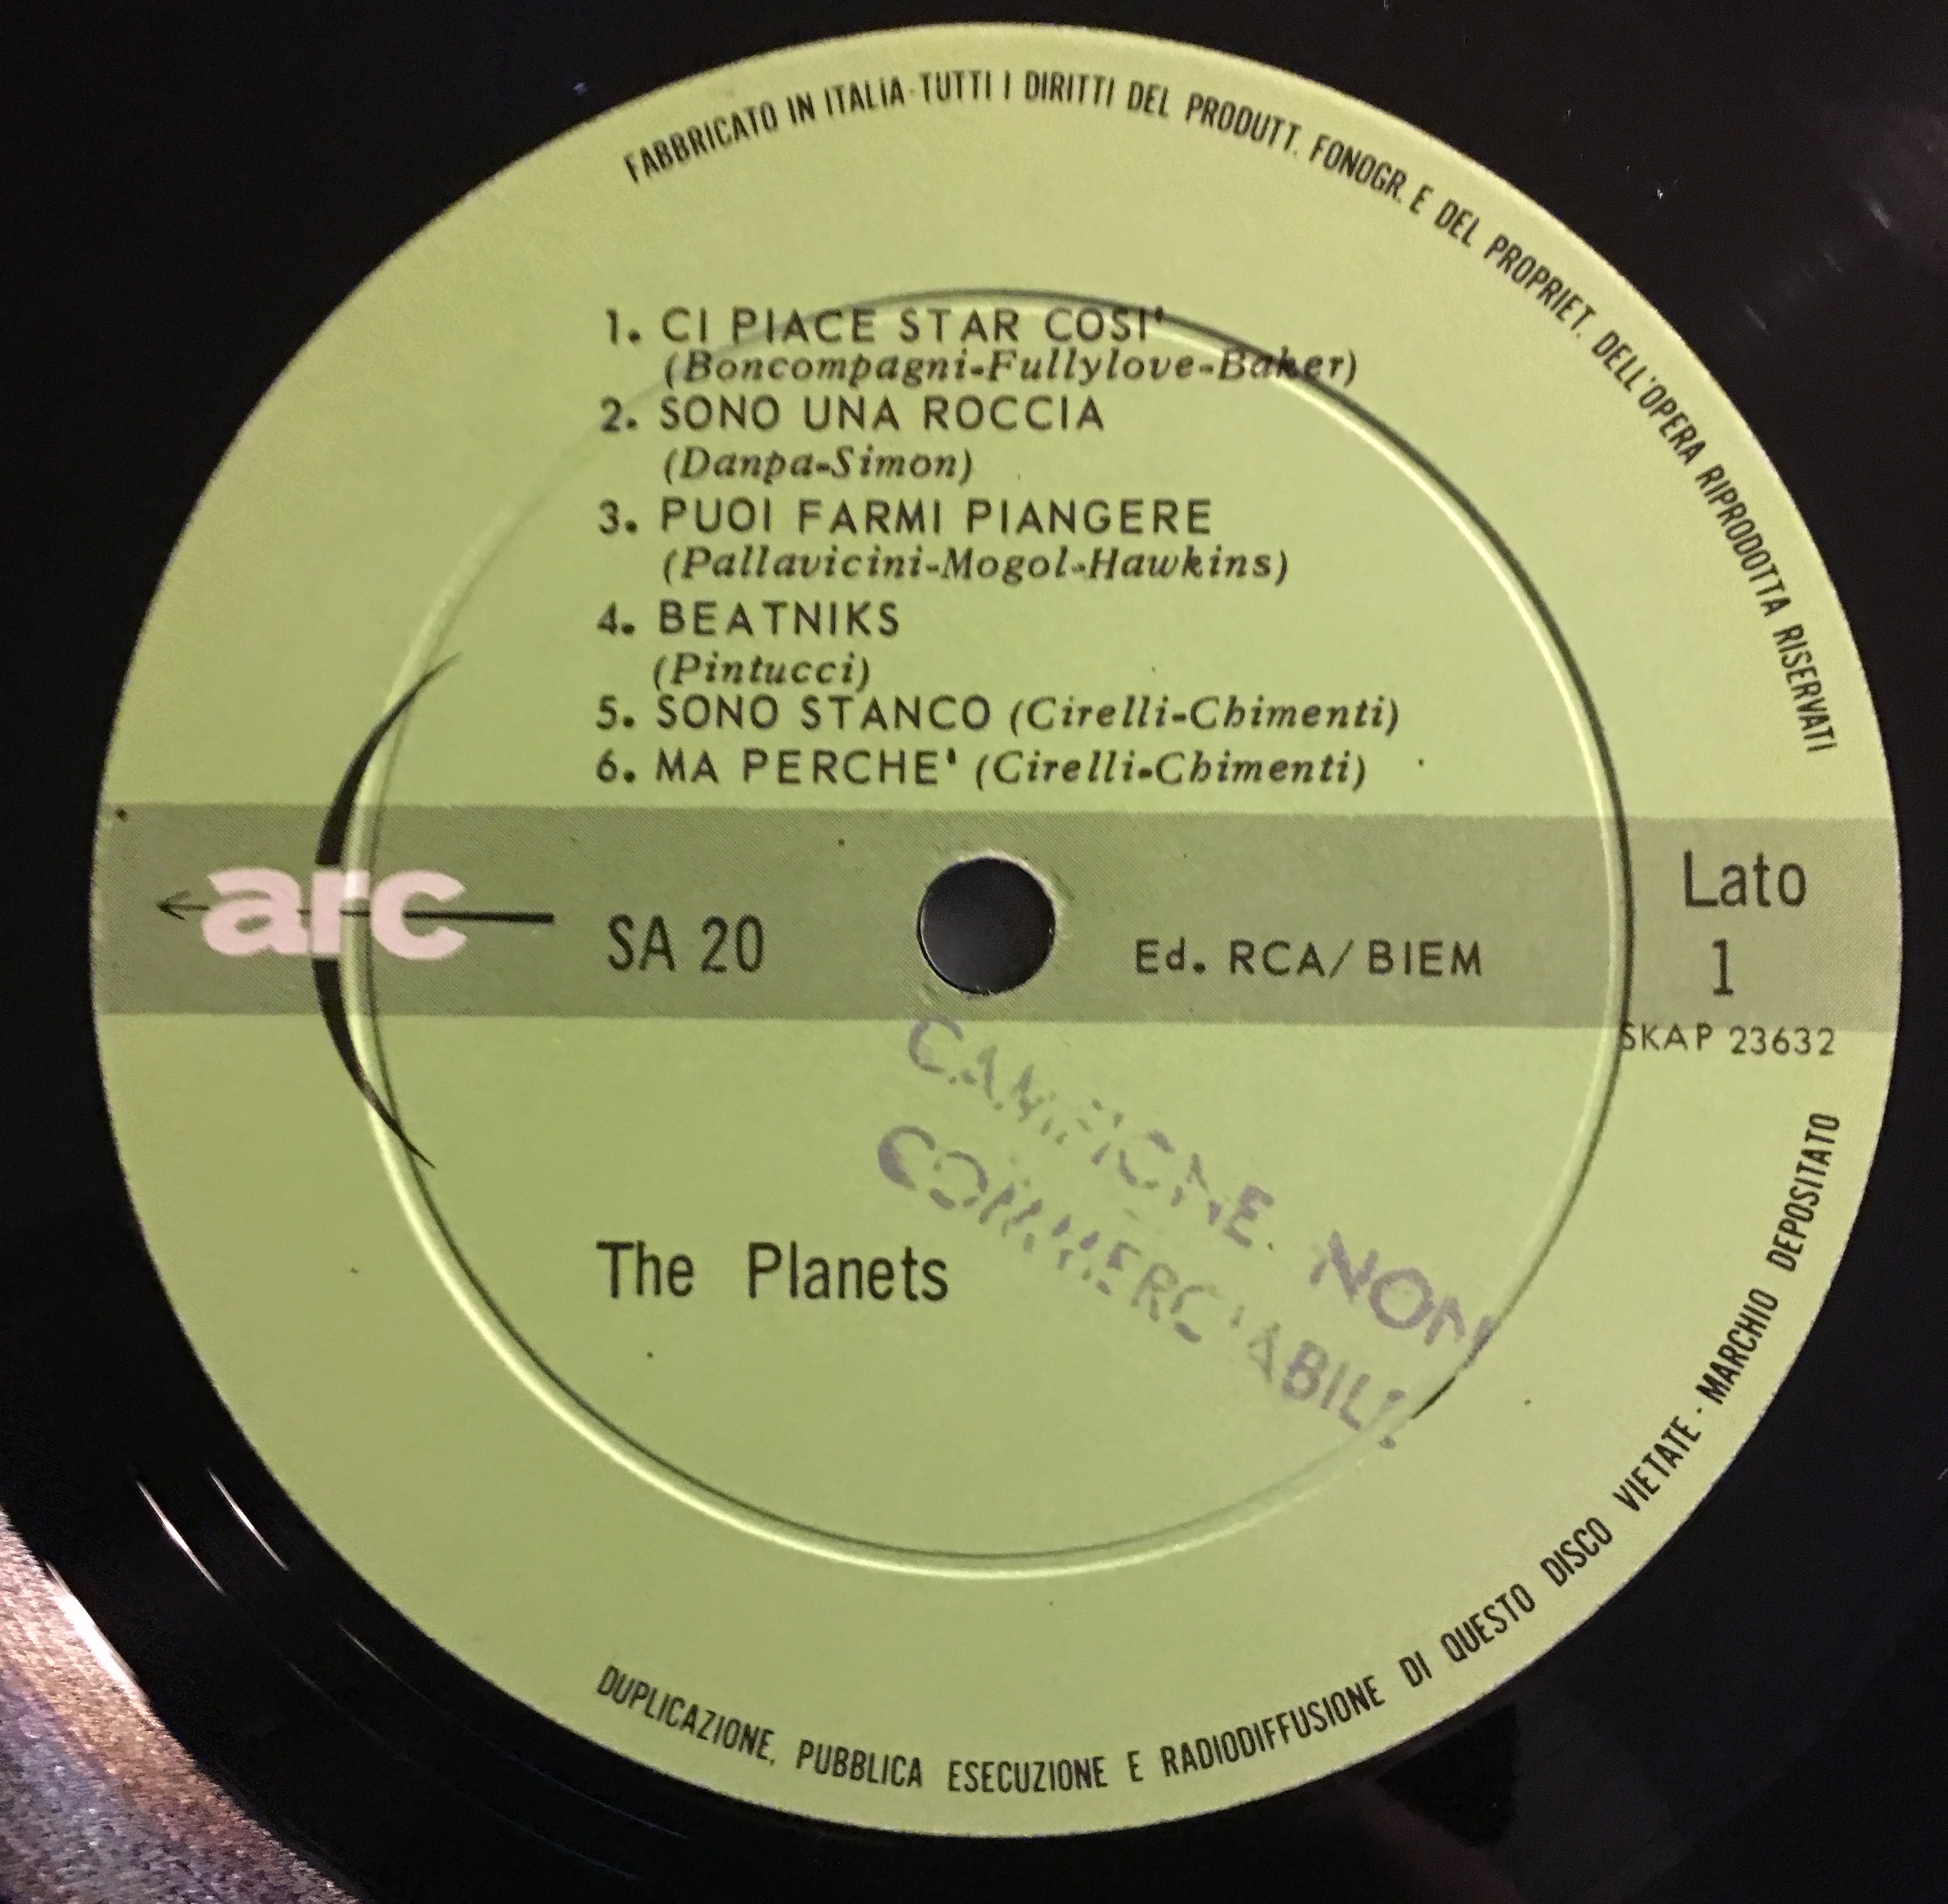 FABBRICATO IN ITALIA-TUTTI I DIRITTI DEL PRODUTT. FONOGR. E DEL PROPRIET. DELL'OPERA RIPRODOTTA RISERVATI
1. CI PIACE STAR COSI'
(Boncompagni-Fullylove-Baker)
2. SONO UNA ROCCIA
(Danpa-Simon)
3. PUOI FARMI PIANGERE
(Pallavicini-Mogol-Hawkins)
4. BEATNIKS
(Pintucci)
5. SONO STANCO (Cirelli-Chimenti)
6. MA PERCHE' (Cirelli-Chimenti)
arc
SA 20
Ed. RCA/BIEM
Lato
1
SKAP 23632
CAMPIONE NON
COMMERCIABILE
The Planets
DUPLICAZIONE, PUBBLICA ESECUZIONE E RADIODIFFUSIONE DI QUESTO DISCO VIETATE - MARCHIO DEPOSITATO